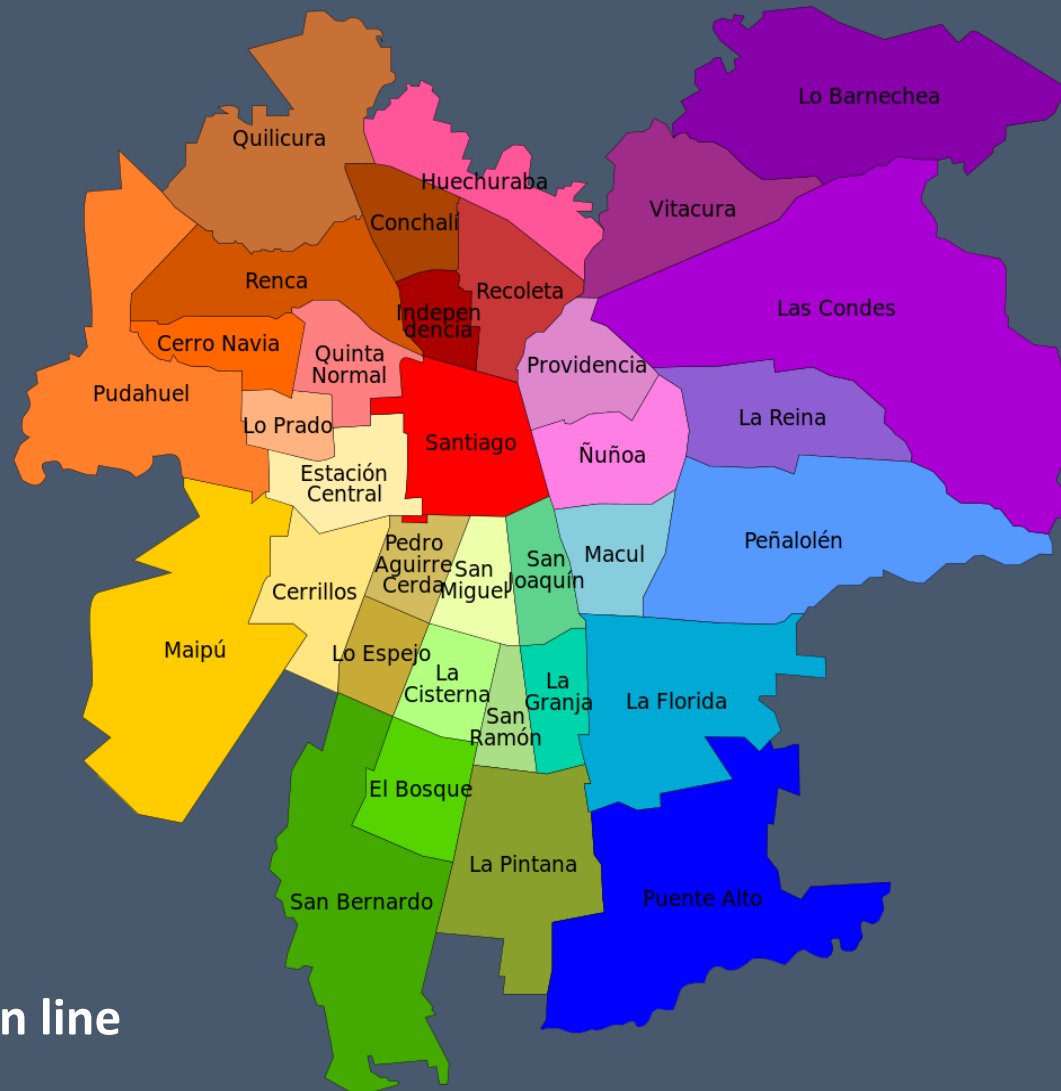 Lo Barnechea
Quilicura
Huechuraba
Vitacura
Conchalí
Renca
Recoleta
Las Condes
Indepen
dencia
Cerro Navia
Quinta
Normal
Providencia
Pudahuel
La Reina
Lo Prado
Santiago
Ñuñoa
Estación
Central
Peñalolén
Pedro
Aguirre
Cerda
San
Miguel
San
Joaquín
Macul
Cerrillos
Maipú
Lo Espejo
La
Cisterna
La
Granja
La Florida
San
Ramón
El Bosque
La Pintana
San Bernardo
Puente Alto
n line